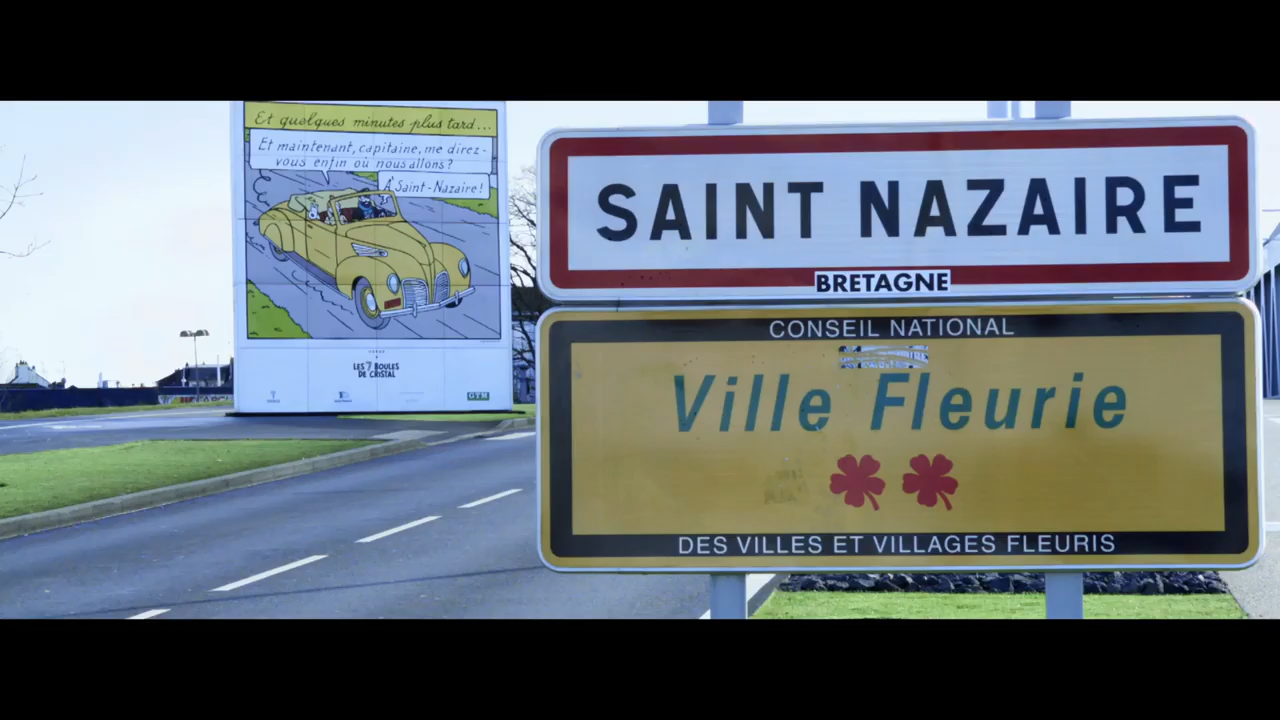 Et quelques minutes plus tard...
Et maintenant, capitaine, me direz-
vous enfin où nous allons?
À Saint-Nazaire!
LES 7 BOULES
DE CRISTAL
GTM
SAINT NAZAIRE
BRETAGNE
CONSEIL NATIONAL
Ville Fleurie
DES VILLES ET VILLAGES FLEURIS